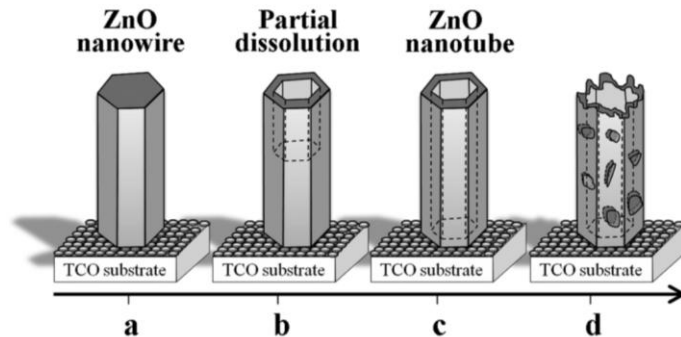 ZnO
nanowire
Partial
dissolution
ZnO
nanotube
TCO substrate
TCO substrate
TCO substrate
TCO substrate
a
b
c
d